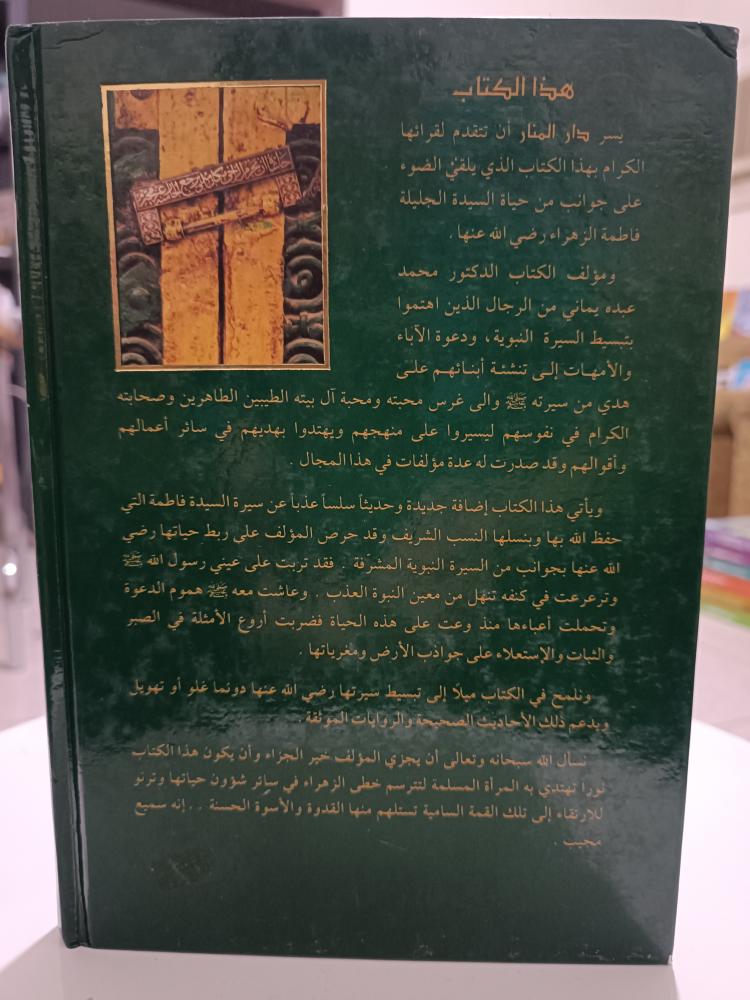 هذا الكتاب
يسر دار المنار أن تتقدم لقرائها
الكرام بهذا الكتاب الذي يلقي الضوء
على جوانب من حياة السيدة الجليلة
فاطمة الزهراء رضي الله عنها .
ومؤلف الكتاب الدكتور محمد
عبده يماني من الرجال الذين اهتموا
بتبسيط السيرة النبوية ، ودعوة الآباء
والأمهات إلى تنشئة أبنائهم على
هدي من سيرته ﷺ والى غرس محبته ومحبة آل بيته الطيبين الطاهرين وصحابته
الكرام في نفوسهم ليسيروا على منهجهم ويهتدوا بهديهم في سائر أعمالهم
وأقوالهم وقد صدرت له عدة مؤلفات في هذا المجال .
ويأتي هذا الكتاب إضافة جديدة وحديثاً سلساً عذباً عن سيرة السيدة فاطمة التي
حفظ الله بها وبنسلها النسب الشريف وقد حرص المؤلف على ربط حياتها رضي
الله عنها بجوانب من السيرة النبوية المشرفة . فقد تربت على عيني رسول الله ﷺ
وترعرعت في كنفه تنهل من معين النبوة العذب . وعاشت معه ﷺ هموم الدعوة
وتحملت أعباءها منذ وعت على هذه الحياة فضربت أروع الأمثلة في الصبر
والثبات والإستعلاء على جواذب الأرض ومغرياتها .
ونلمح في الكتاب ميلاً إلى تبسيط سيرتها رضي الله عنها دونما غلو أو تهويل
ويدعم ذلك الأحاديث الصحيحة والروايات الموثقة
نسأل الله سبحانه وتعالى أن يجزي المؤلف خير الجزاء وأن يكون هذا الكتاب
نورا تهتدي به المرأة المسلمة لتترسم خطى الزهراء في سائر شؤون حياتها وترنو
للارتقاء إلى تلك القمة السامية تستلهم منها القدوة والأسوة الحسنة . . إنه سميع
مجيب .